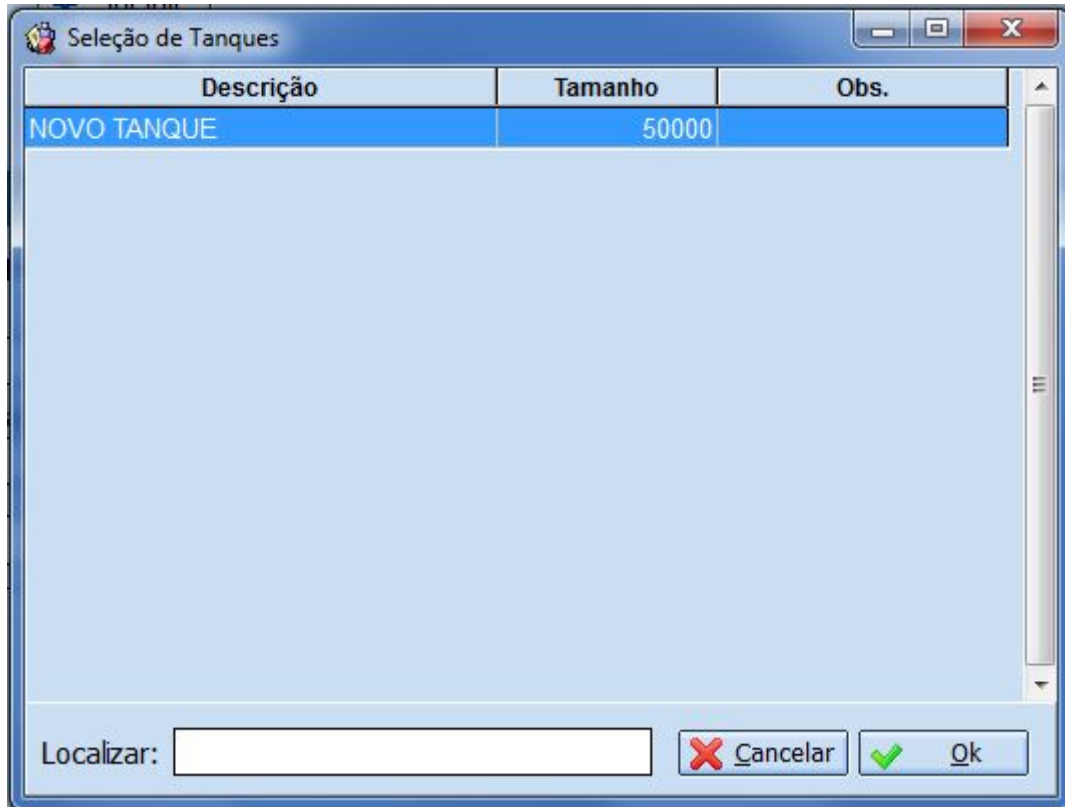 Seleção de Tanques
Descrição Tamanho Obs.
NOVO TANQUE 50000
Localizar: Cancelar Ok